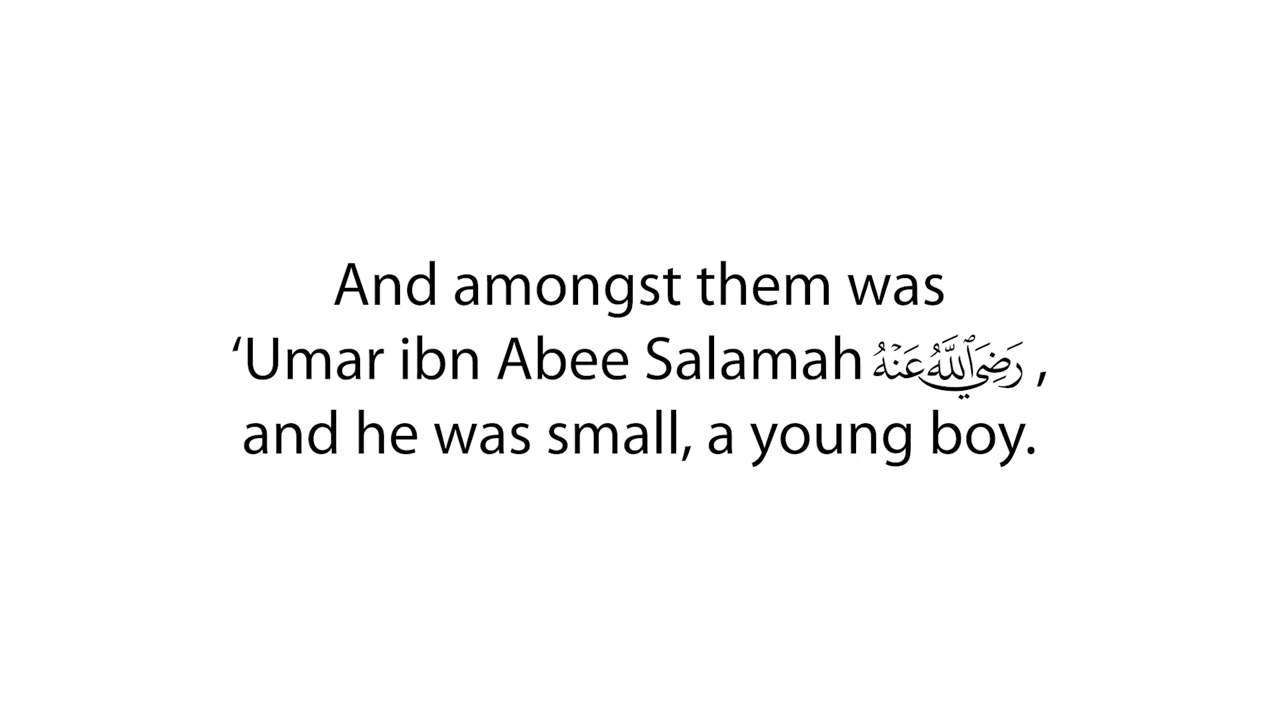 And amongst them was
‘Umar ibn Abee Salamah رَضِيَ ٱللَّهُ عَنْهُ ,
and he was small, a young boy.